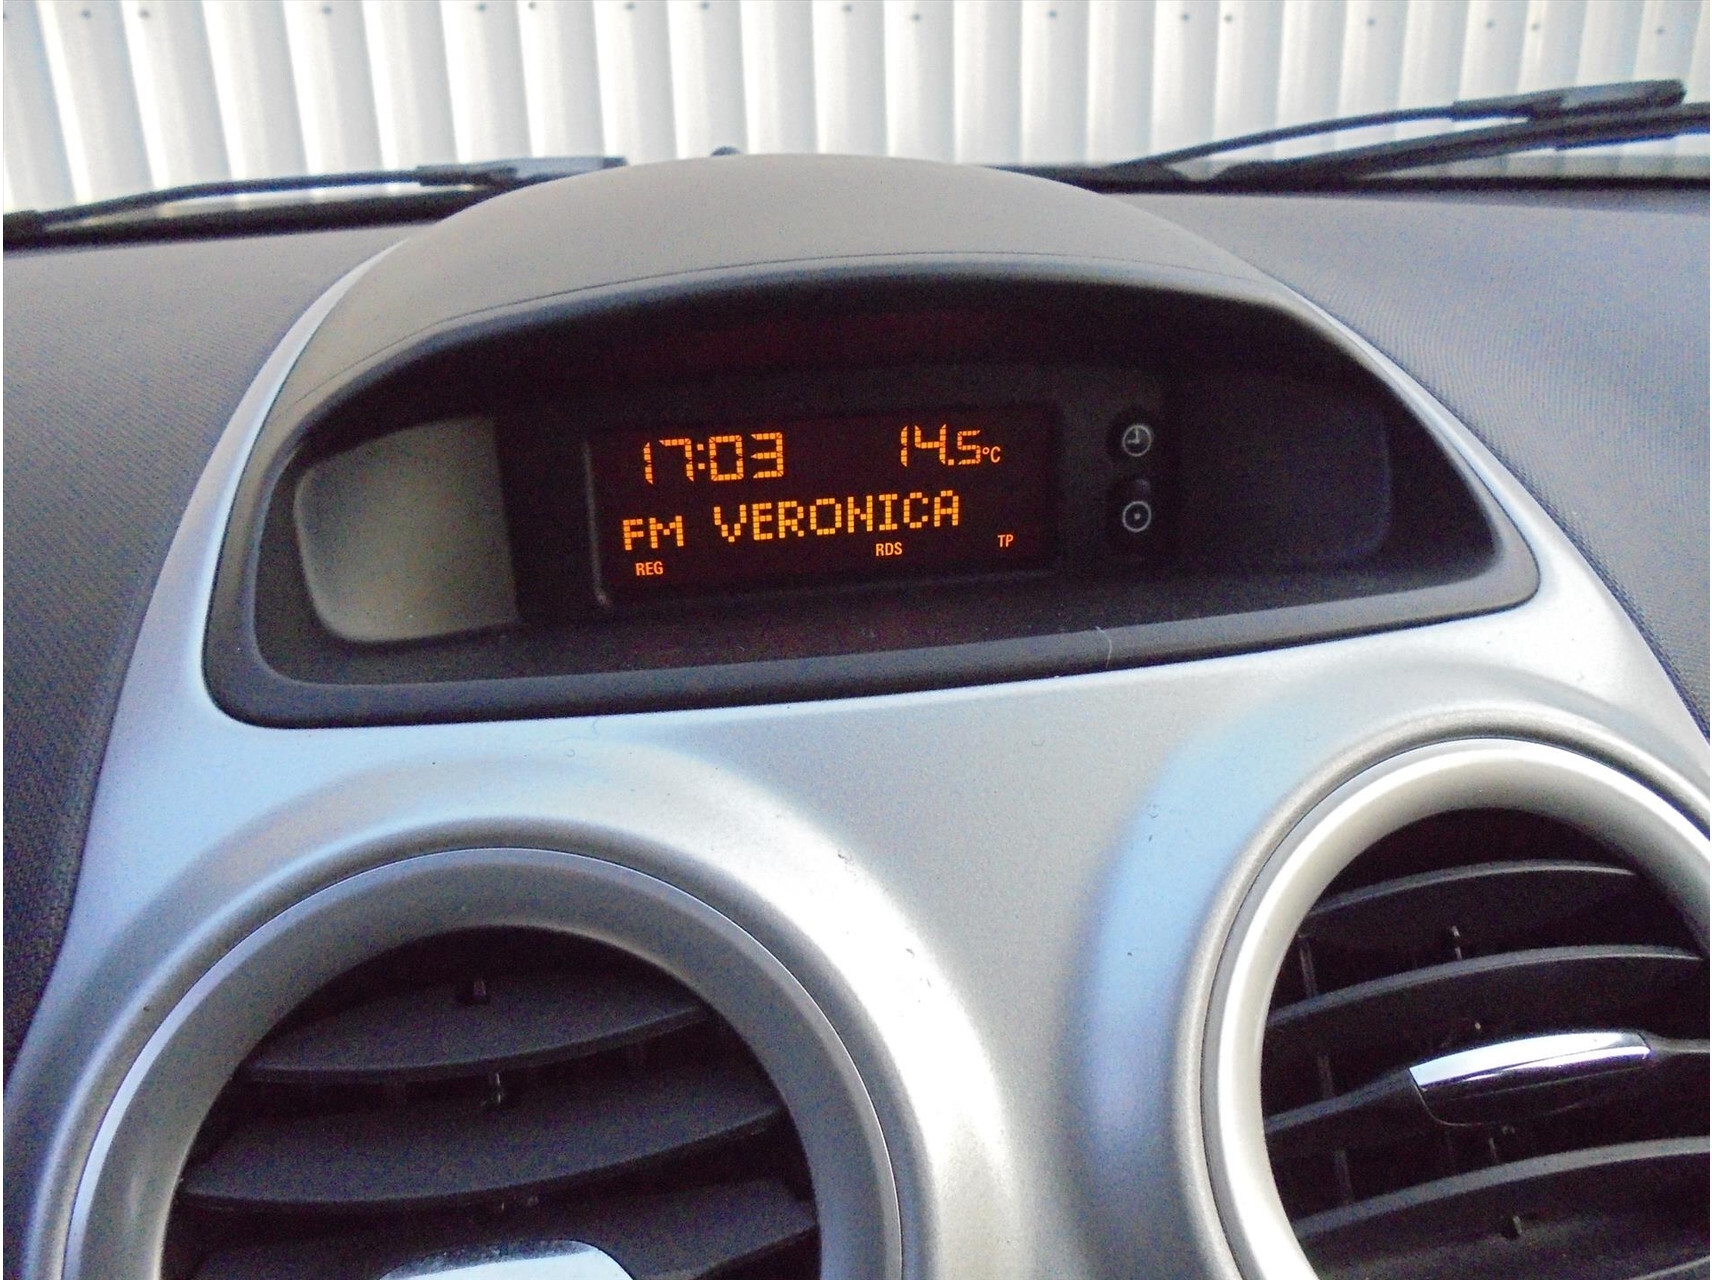 17:03 14.5°C
FM VERONICA
REG RDS TP